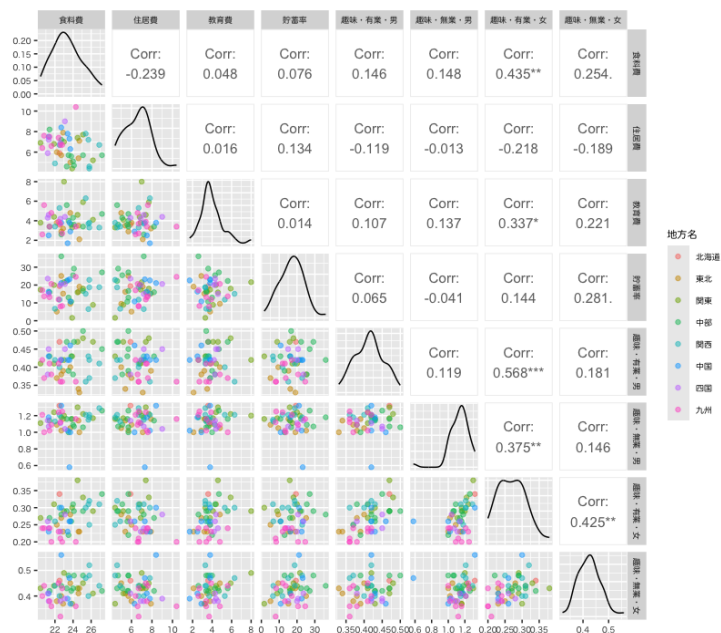 食料費 住居費 教育費 貯蓄率 趣味・有業・男 趣味・無業・男 趣味・有業・女 趣味・無業・女
0.20
0.15
0.10
0.05
0.00
Corr:
-0.239
Corr:
0.048
Corr:
0.076
Corr:
0.146
Corr:
0.148
Corr:
0.435**
Corr:
0.254.
食料費
10
8
6
Corr:
0.016
Corr:
0.134
Corr:
-0.119
Corr:
-0.013
Corr:
-0.218
Corr:
-0.189
住居費
8
6
4
2
Corr:
0.014
Corr:
0.107
Corr:
0.137
Corr:
0.337*
Corr:
0.221
教育費
30
20
10
0
Corr:
0.065
Corr:
-0.041
Corr:
0.144
Corr:
0.281.
貯蓄率
0.50
0.45
0.40
0.35
Corr:
0.119
Corr:
0.568***
Corr:
0.181
趣味・有業・男
1.2
1.0
0.8
0.6
Corr:
0.375**
Corr:
0.146
趣味・無業・男
0.35
0.30
0.25
0.20
Corr:
0.425**
趣味・有業・女
0.5
0.4
趣味・無業・女
22 24 26 6 8 10 2 4 6 8 0 10 20 30 0.35 0.40 0.45 0.50 0.6 0.8 1.0 1.2 0.20 0.25 0.30 0.35 0.4 0.5
地方名
北海道
東北
関東
中部
関西
中国
四国
九州